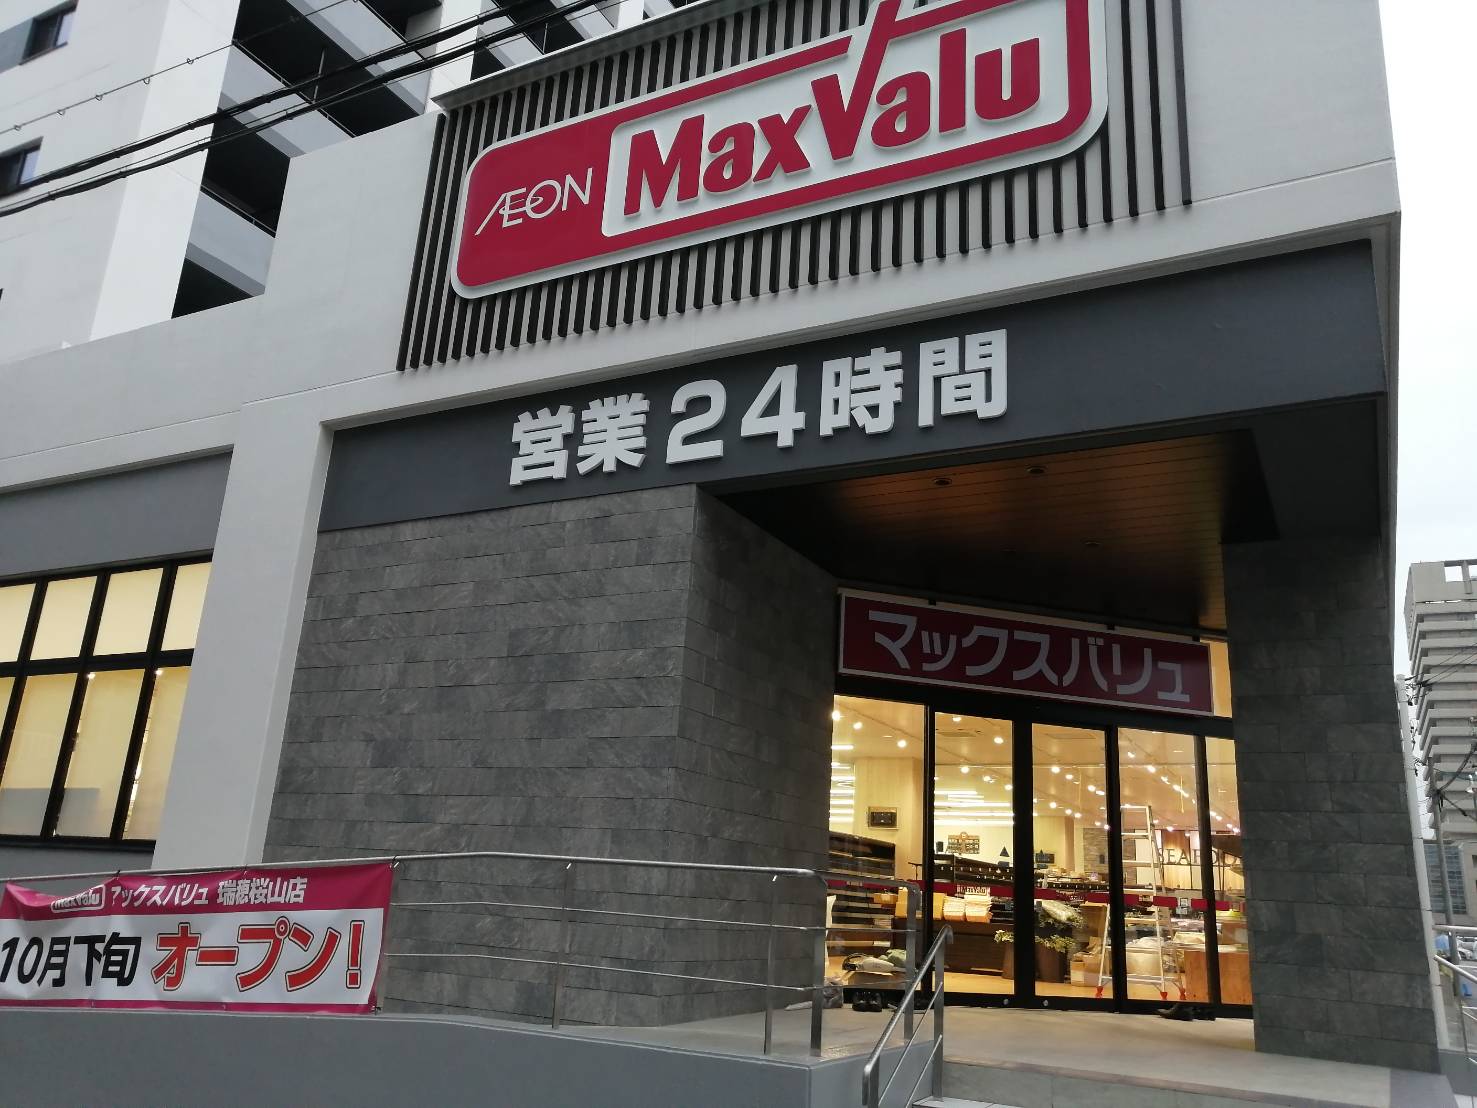 ÆON MaxValu
営業24時間
マックスバリュ
SEAFOOD
maxvalu マックスバリュ 瑞穂桜山店
10月下旬 オープン!